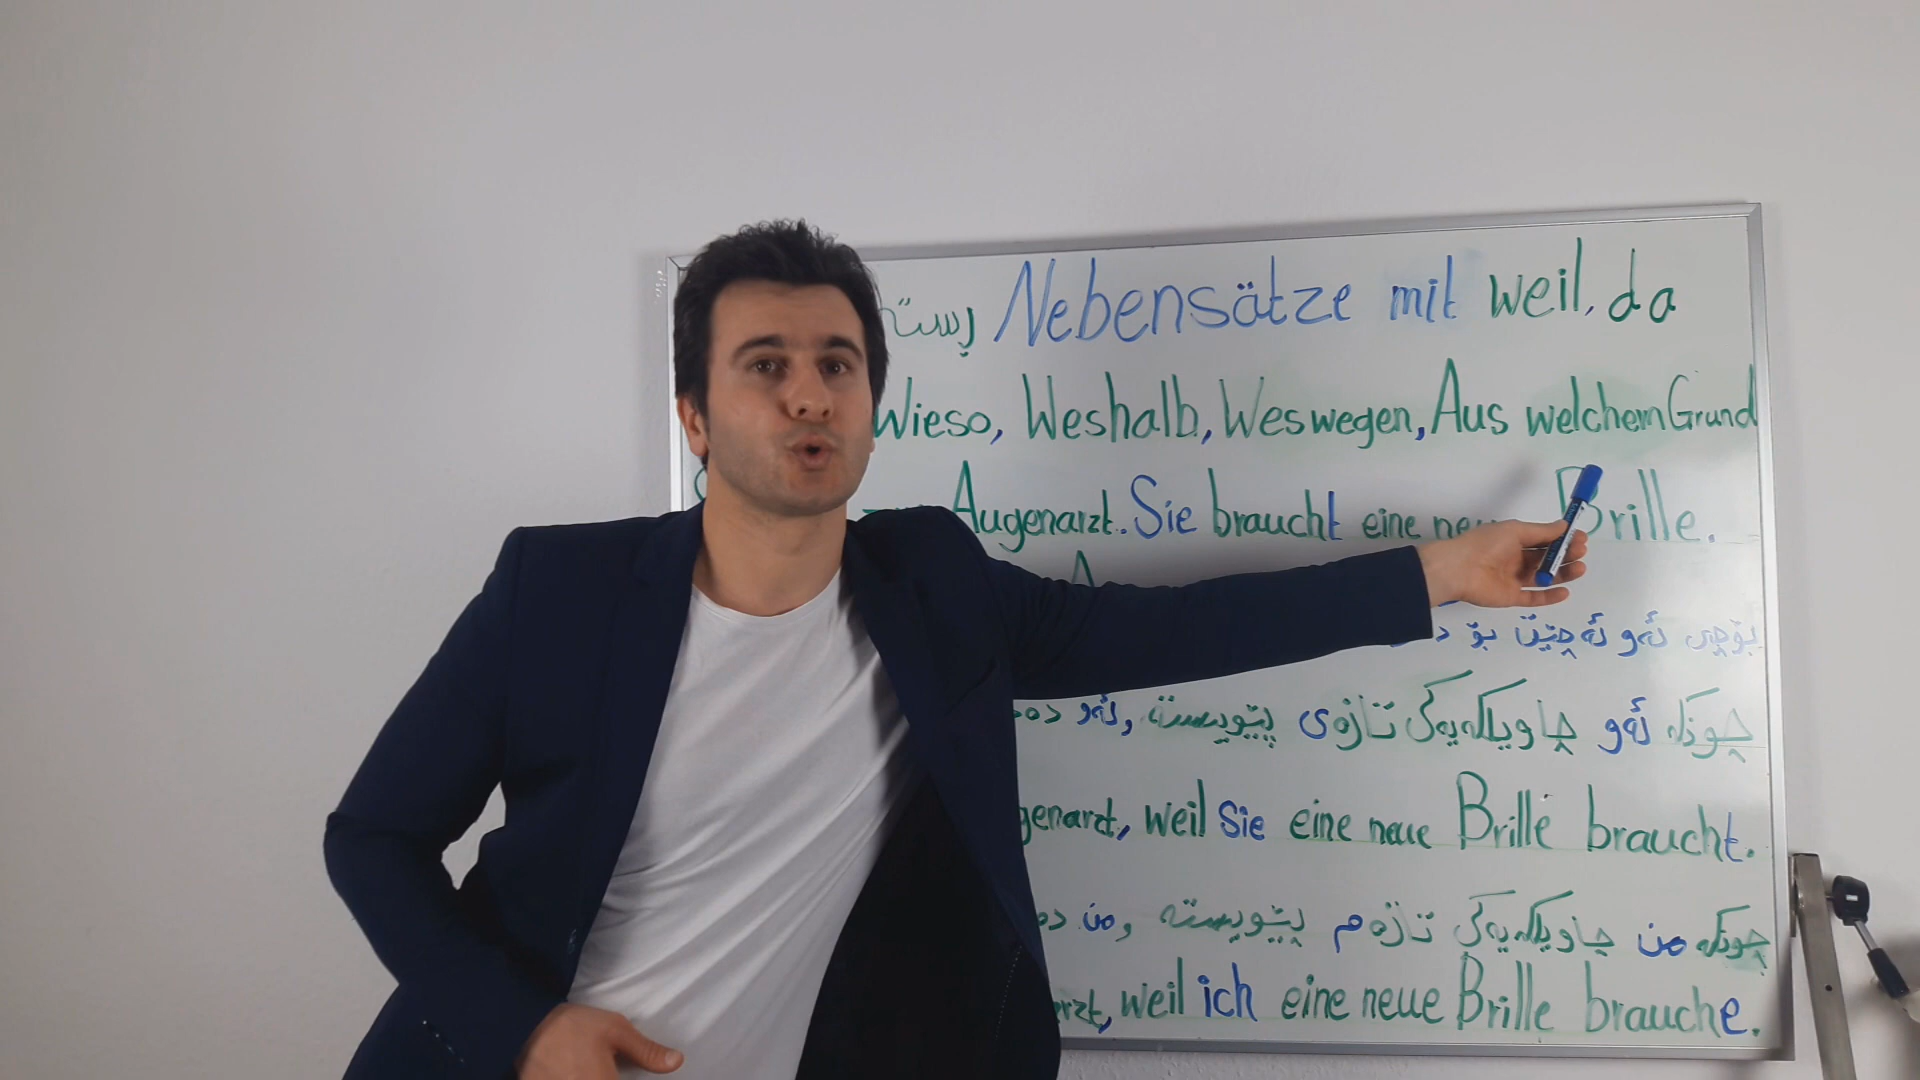 ڕستە Nebensätze mit weil, da
Wieso, Weshalb, Weswegen, Aus welchem Grund
Augenarzt. Sie braucht eine Brille.
بۆچی ئەو ئەچێت بۆ
چونکە ئەو چاویلکەیەکی تازەی پێویستە, ئەو
genarzt, weil Sie eine neue Brille braucht.
چونکە من چاویلکەیەکی تازەم پێویستە, من
rzt, weil ich eine neue Brille brauche.